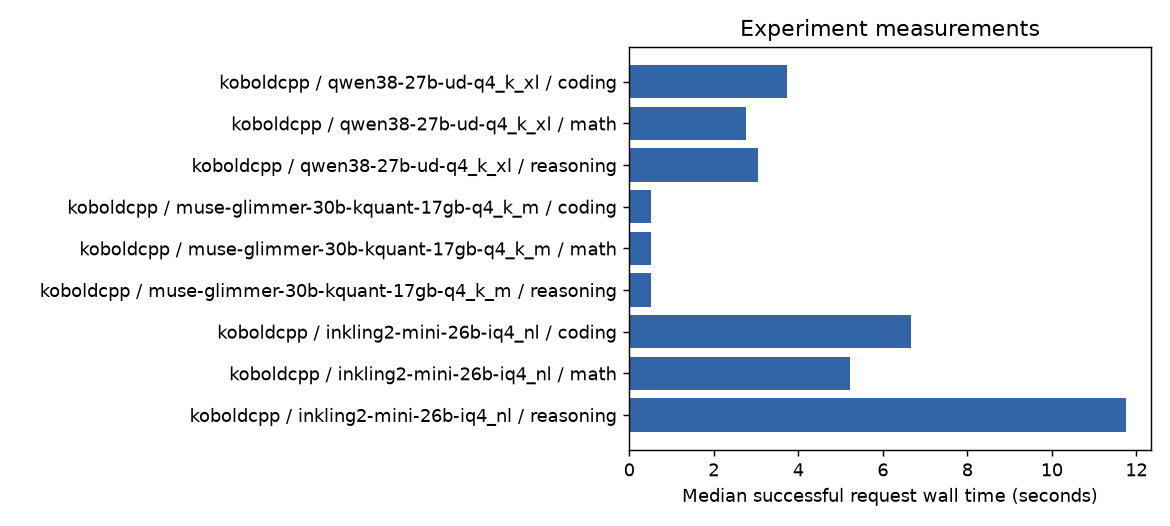 Experiment measurements
koboldcpp / qwen38-27b-ud-q4_k_xl / coding
koboldcpp / qwen38-27b-ud-q4_k_xl / math
koboldcpp / qwen38-27b-ud-q4_k_xl / reasoning
koboldcpp / muse-glimmer-30b-kquant-17gb-q4_k_m / coding
koboldcpp / muse-glimmer-30b-kquant-17gb-q4_k_m / math
koboldcpp / muse-glimmer-30b-kquant-17gb-q4_k_m / reasoning
koboldcpp / inkling2-mini-26b-iq4_nl / coding
koboldcpp / inkling2-mini-26b-iq4_nl / math
koboldcpp / inkling2-mini-26b-iq4_nl / reasoning
0 2 4 6 8 10 12
Median successful request wall time (seconds)